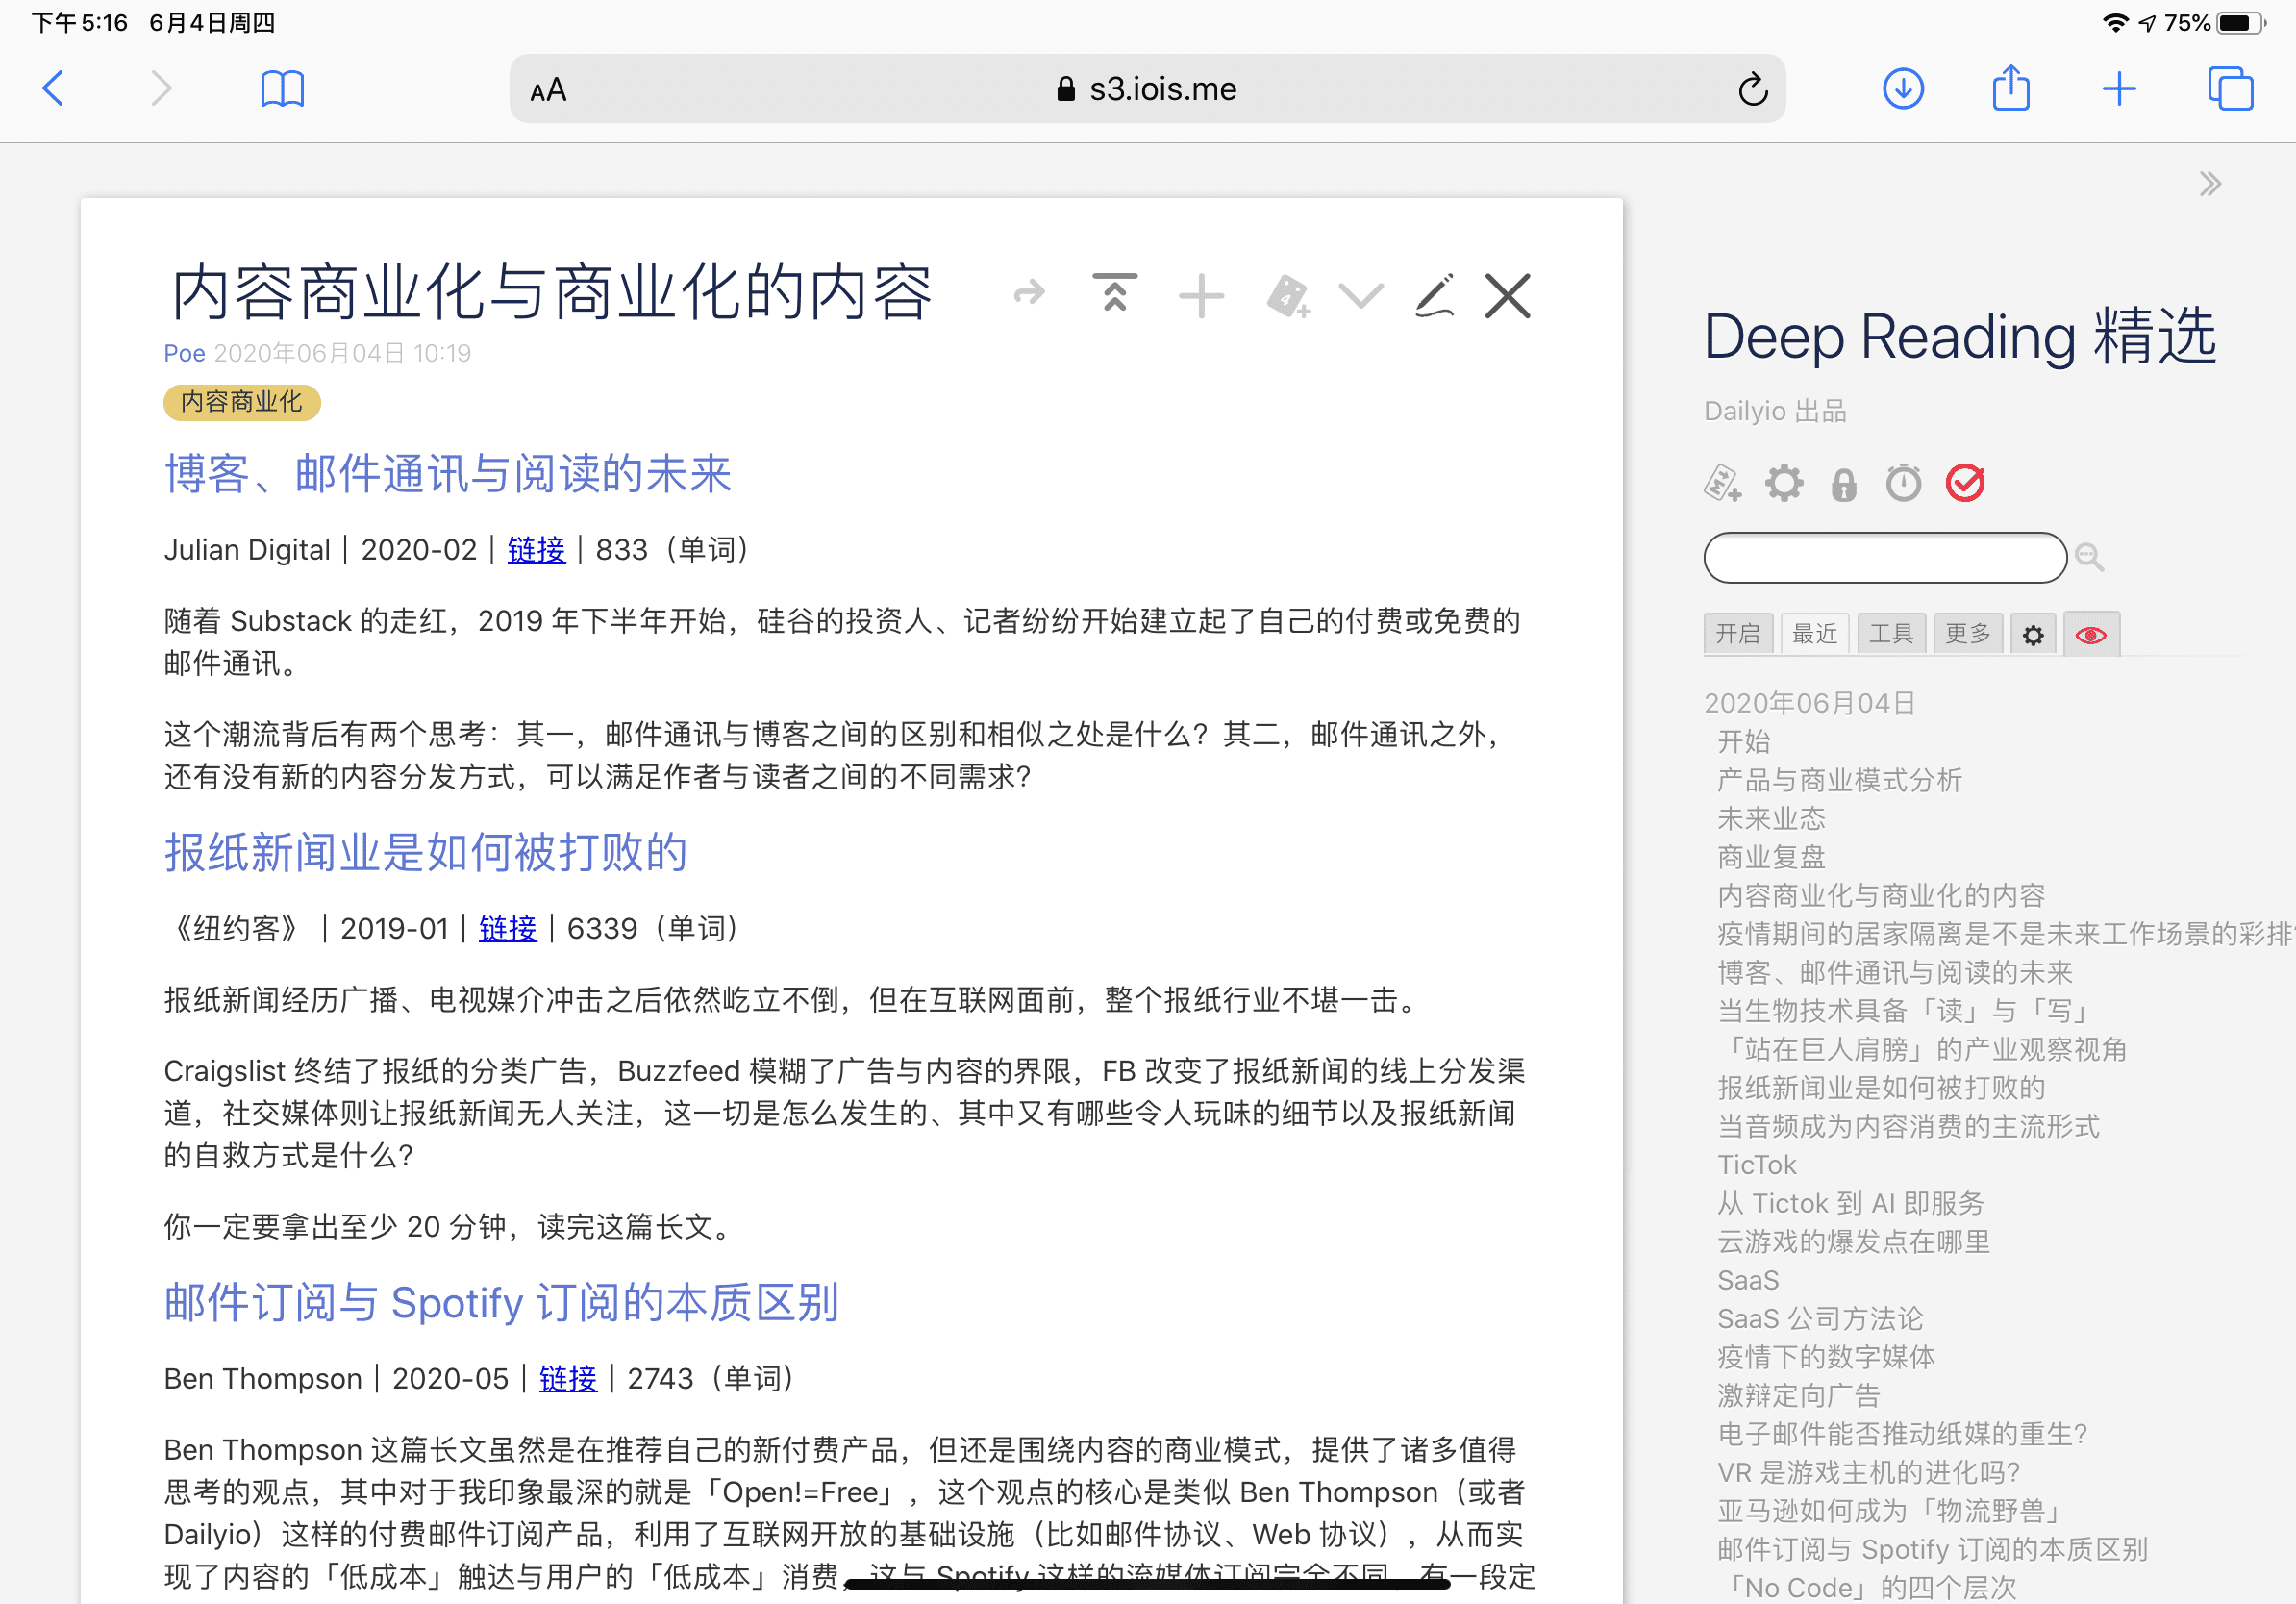 下午5:16 6月4日周四
75%
AA
s3.iois.me
内容商业化与商业化的内容
Poe 2020年06月04日 10:19
内容商业化
博客、邮件通讯与阅读的未来
Julian Digital｜2020-02｜链接｜833（单词）
随着 Substack 的走红，2019 年下半年开始，硅谷的投资人、记者纷纷开始建立起了自己的付费或免费的
邮件通讯。
这个潮流背后有两个思考：其一，邮件通讯与博客之间的区别和相似之处是什么？其二，邮件通讯之外，
还有没有新的内容分发方式，可以满足作者与读者之间的不同需求？
报纸新闻业是如何被打败的
《纽约客》｜2019-01｜链接｜6339（单词）
报纸新闻经历广播、电视媒介冲击之后依然屹立不倒，但在互联网面前，整个报纸行业不堪一击。
Craigslist 终结了报纸的分类广告，Buzzfeed 模糊了广告与内容的界限，FB 改变了报纸新闻的线上分发渠
道，社交媒体则让报纸新闻无人关注，这一切是怎么发生的、其中又有哪些令人玩味的细节以及报纸新闻
的自救方式是什么？
你一定要拿出至少 20 分钟，读完这篇长文。
邮件订阅与 Spotify 订阅的本质区别
Ben Thompson｜2020-05｜链接｜2743（单词）
Ben Thompson 这篇长文虽然是在推荐自己的新付费产品，但还是围绕内容的商业模式，提供了诸多值得
思考的观点，其中对于我印象最深的就是「Open!=Free」，这个观点的核心是类似 Ben Thompson（或者
Dailyio）这样的付费邮件订阅产品，利用了互联网开放的基础设施（比如邮件协议、Web 协议），从而实
现了内容的「低成本」触达与用户的「低成本」消费，这与 Spotify 这样的流媒体订阅完全不同，有一段定
Deep Reading 精选
Dailyio 出品
开启 最近 工具 更多
2020年06月04日
开始
产品与商业模式分析
未来业态
商业复盘
内容商业化与商业化的内容
疫情期间的居家隔离是不是未来工作场景的彩排
博客、邮件通讯与阅读的未来
当生物技术具备「读」与「写」
「站在巨人肩膀」的产业观察视角
报纸新闻业是如何被打败的
当音频成为内容消费的主流形式
TicTok
从 Tictok 到 AI 即服务
云游戏的爆发点在哪里
SaaS
SaaS 公司方法论
疫情下的数字媒体
激辩定向广告
电子邮件能否推动纸媒的重生？
VR 是游戏主机的进化吗？
亚马逊如何成为「物流野兽」
邮件订阅与 Spotify 订阅的本质区别
「No Code」的四个层次